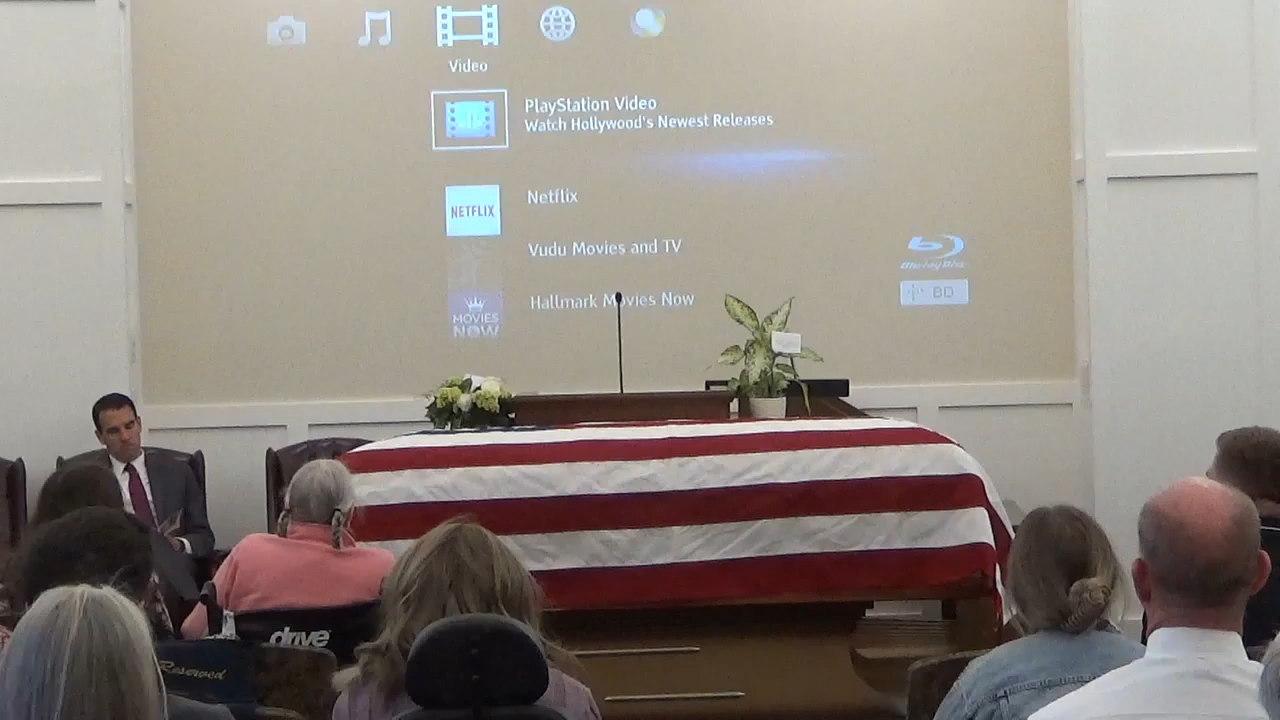 Video
PlayStation Video
Watch Hollywood's Newest Releases
NETFLIX
Netflix
Vudu Movies and TV
Hallmark Movies Now
MOVIES
NOW
Blu-ray Disc
BD
drive
Reserved